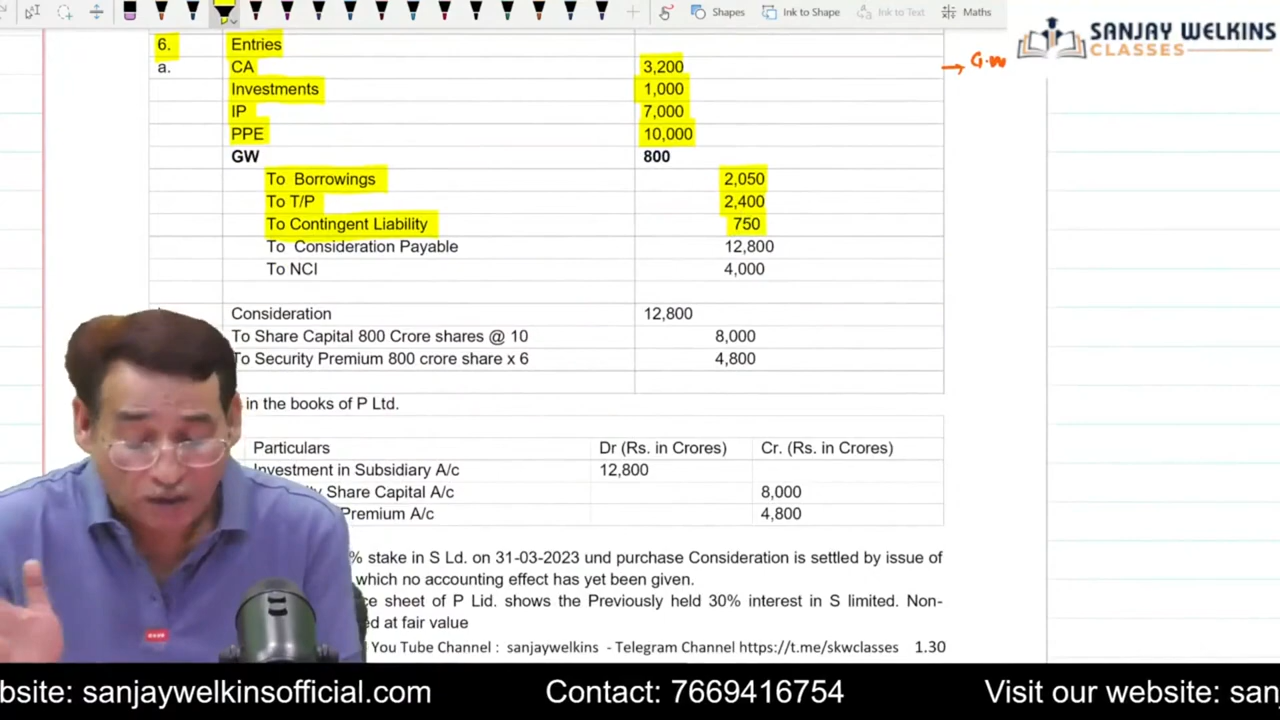 Shapes Ink to Shape Ink to Text Maths
SANJAY WELKINS
CLASSES
6. Entries
a. CA 3,200
→ G.W
Investments 1,000
IP 7,000
PPE 10,000
GW 800
To Borrowings 2,050
To T/P 2,400
To Contingent Liability 750
To Consideration Payable 12,800
To NCI 4,000
Consideration 12,800
To Share Capital 800 Crore shares @ 10 8,000
To Security Premium 800 crore share x 6 4,800
in the books of P Ltd.
Particulars Dr (Rs. in Crores) Cr. (Rs. in Crores)
Investment in Subsidiary A/c 12,800
Share Capital A/c 8,000
Premium A/c 4,800
% stake in S Ld. on 31-03-2023 und purchase Consideration is settled by issue of
which no accounting effect has yet been given.
sheet of P Lid. shows the Previously held 30% interest in S limited. Non-
at fair value
You Tube Channel : sanjaywelkins - Telegram Channel https://t.me/skwclasses 1.30
bsite: sanjaywelkinsofficial.com Contact: 7669416754 Visit our website: san